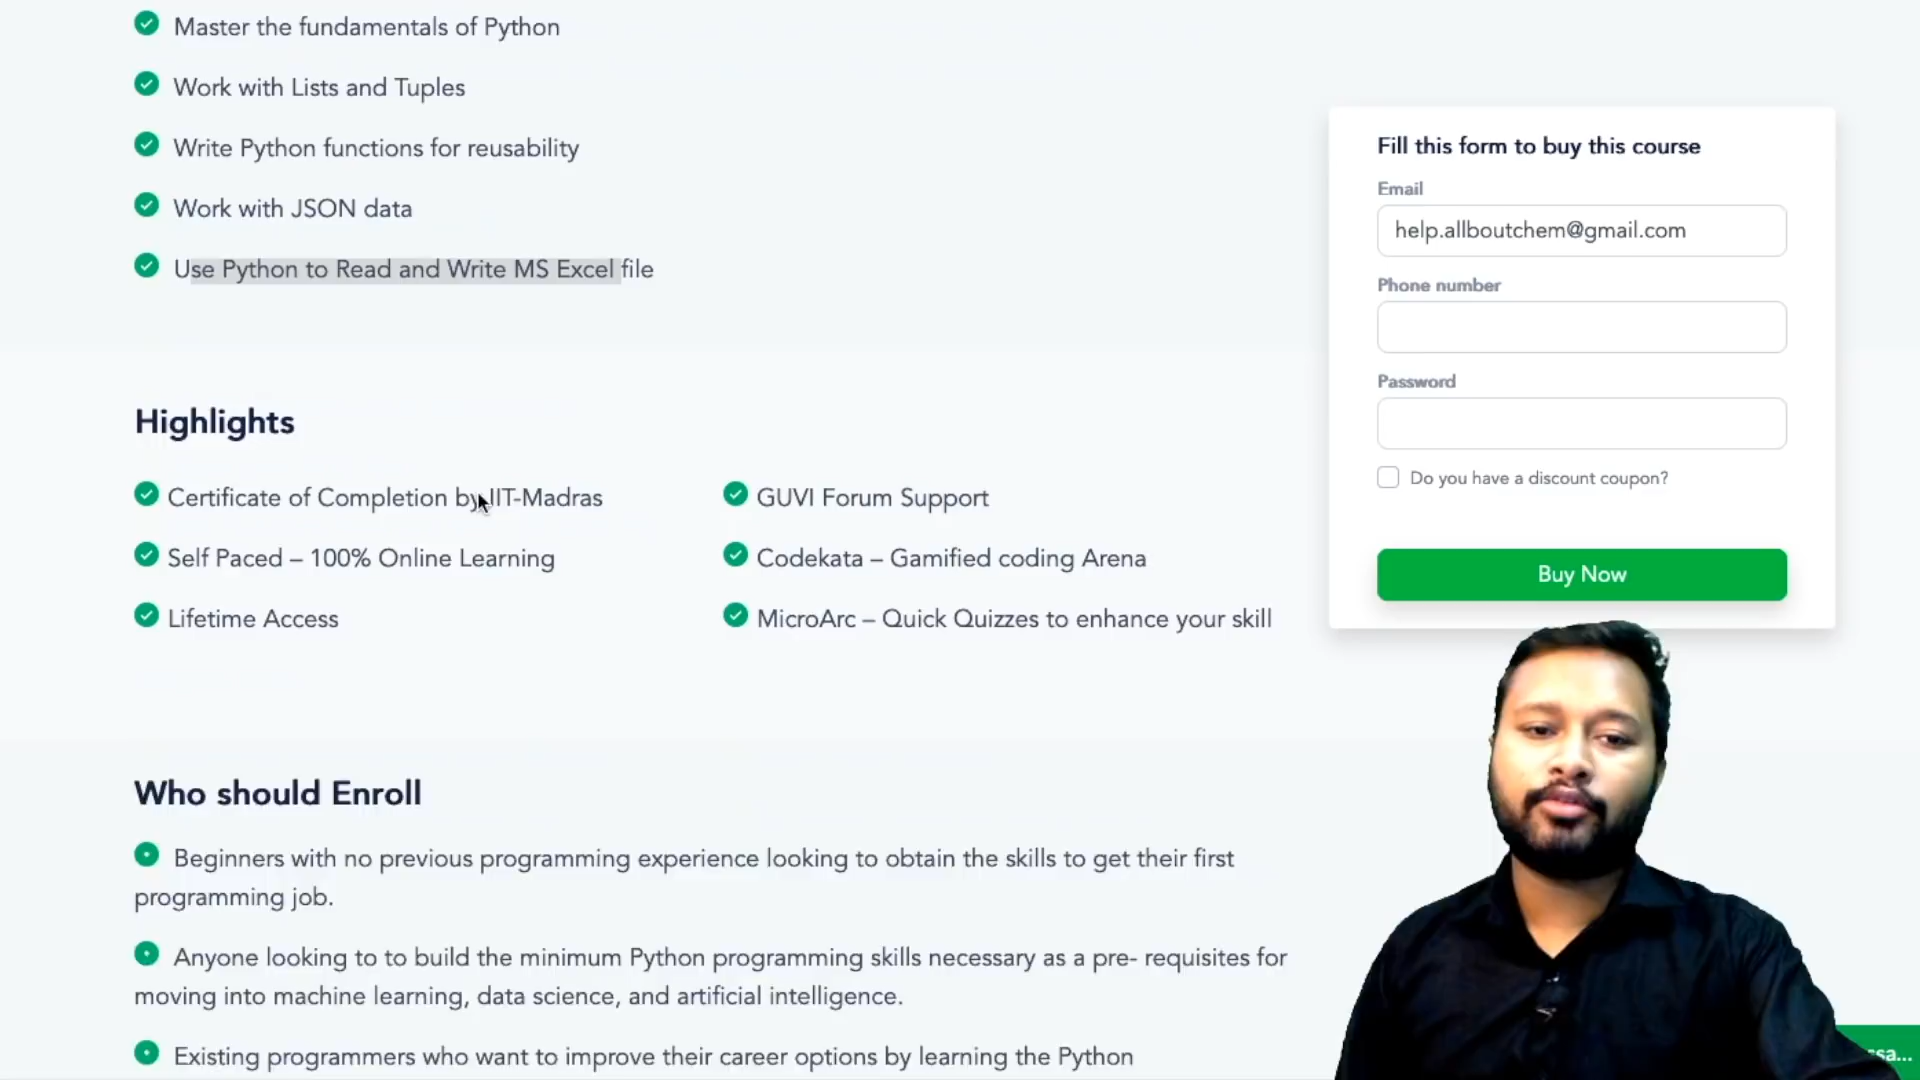 Master the fundamentals of Python
Work with Lists and Tuples
Write Python functions for reusability
Work with JSON data
Use Python to Read and Write MS Excel file
Highlights
Certificate of Completion by IIT-Madras
Self Paced – 100% Online Learning
Lifetime Access
GUVI Forum Support
Codekata – Gamified coding Arena
MicroArc – Quick Quizzes to enhance your skill
Who should Enroll
Beginners with no previous programming experience looking to obtain the skills to get their first
programming job.
Anyone looking to to build the minimum Python programming skills necessary as a pre- requisites for
moving into machine learning, data science, and artificial intelligence.
Existing programmers who want to improve their career options by learning the Python
Fill this form to buy this course
Email
help.allboutchem@gmail.com
Phone number
Password
Do you have a discount coupon?
Buy Now